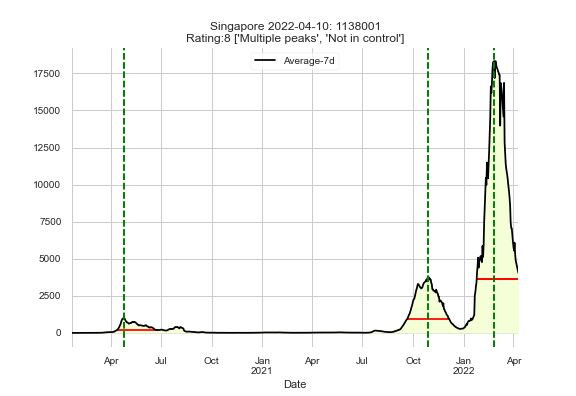 Singapore 2022-04-10: 1138001
Rating:8 ['Multiple peaks', 'Not in control']
Average-7d
17500
15000
12500
10000
7500
5000
2500
0
Apr Jul Oct Jan Apr Jul Oct Jan Apr
2021 2022
Date